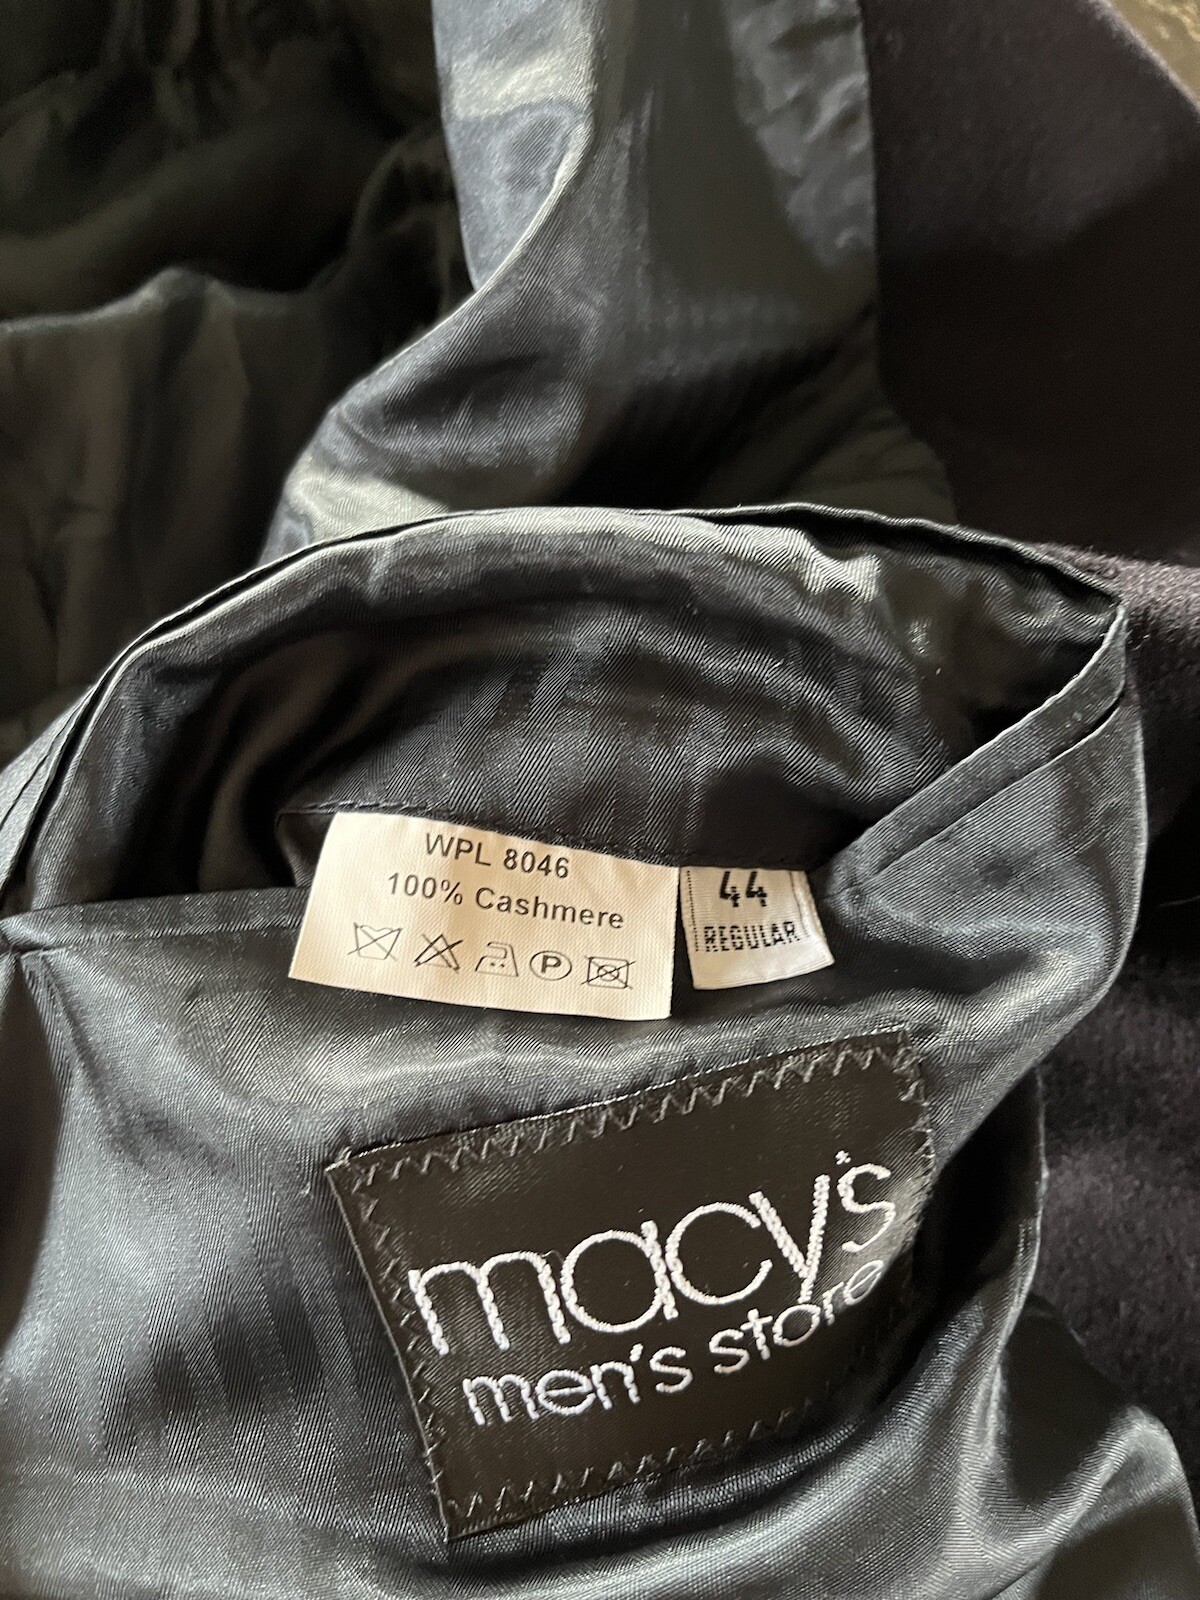 WPL 8046
100% Cashmere
P
44
REGULAR
macy's
men's store